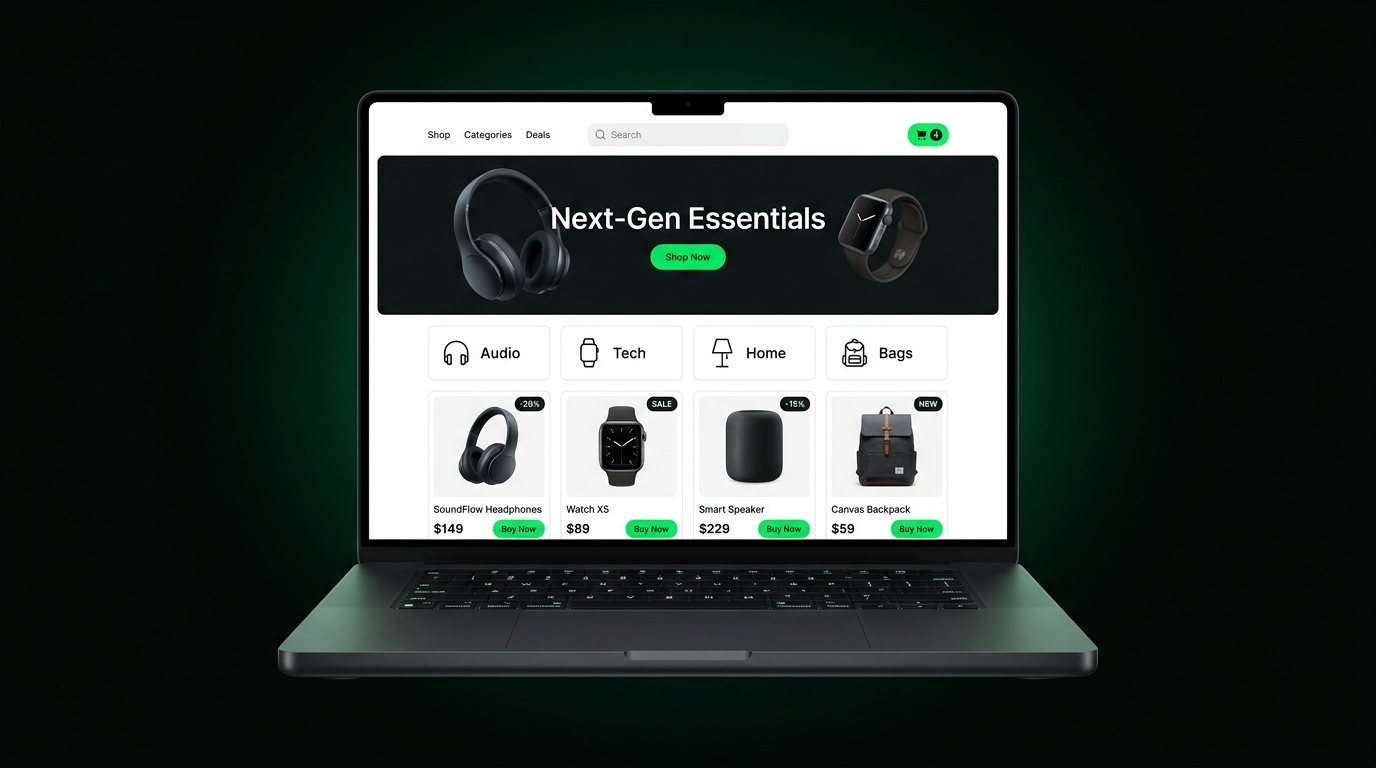 Shop Categories Deals Search 4
Next-Gen Essentials
Shop Now
Audio Tech Home Bags
-20% SALE -15% NEW
SoundFlow Headphones Watch XS Smart Speaker Canvas Backpack
$149 Boy Now $89 Buy Now $229 Buy Now $59 Buy Now